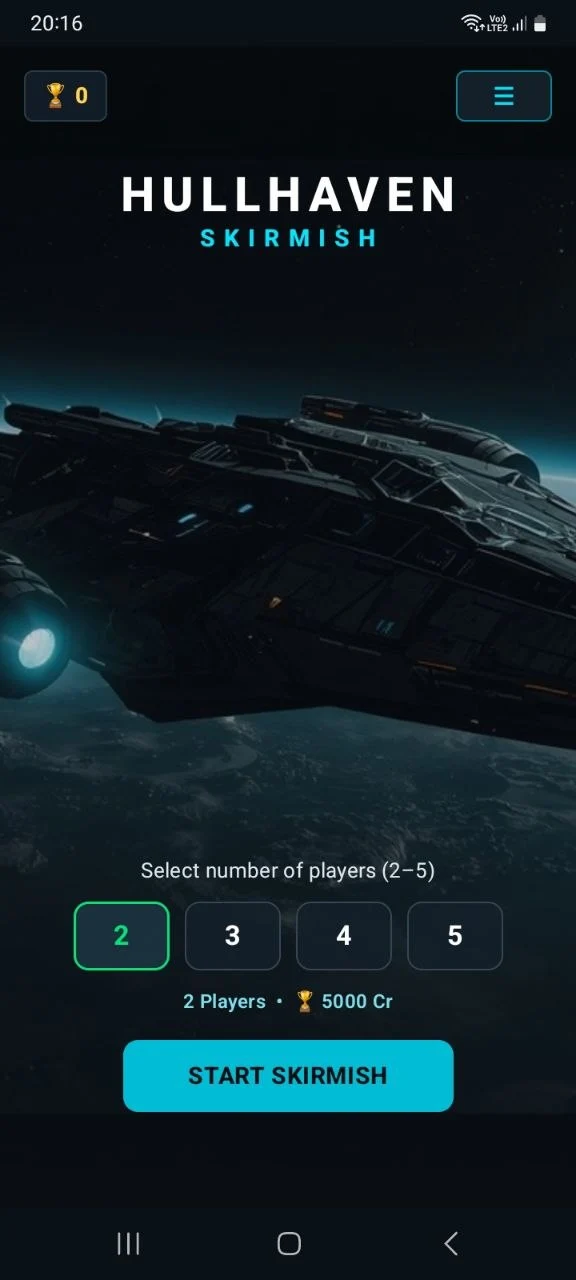 20:16
Vo))
LTE2
🏆 0
☰
HULLHAVEN
SKIRMISH
Select number of players (2–5)
2 3 4 5
2 Players • 🏆 5000 Cr
START SKIRMISH